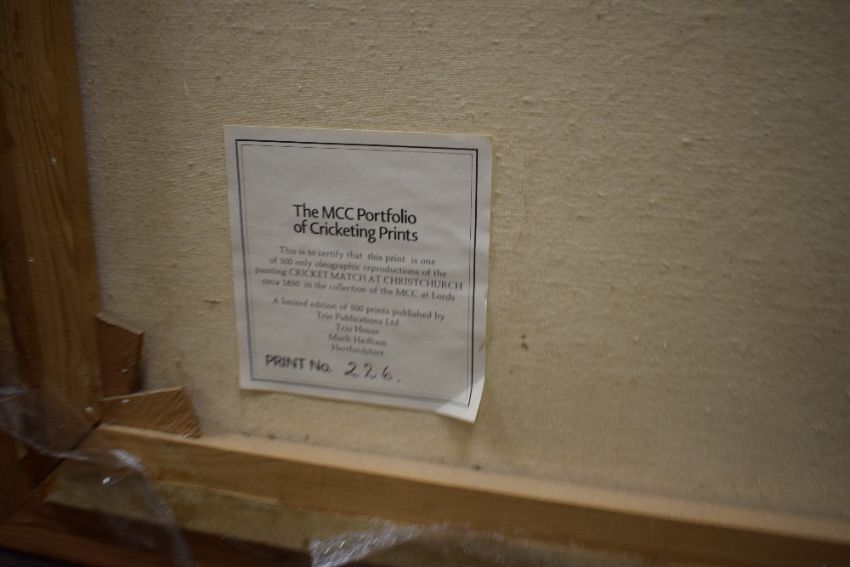 The MCC Portfolio
of Cricketing Prints
This is to certify that this print is one
of 500 only oleographic reproductions of the
painting CRICKET MATCH AT CHRISTCHURCH
circa 1850 in the collection of the MCC at Lords
A limited edition of 500 prints published by
Trio Publications Ltd
Trio House
Much Hadham
Hertfordshire
PRINT No. 226.